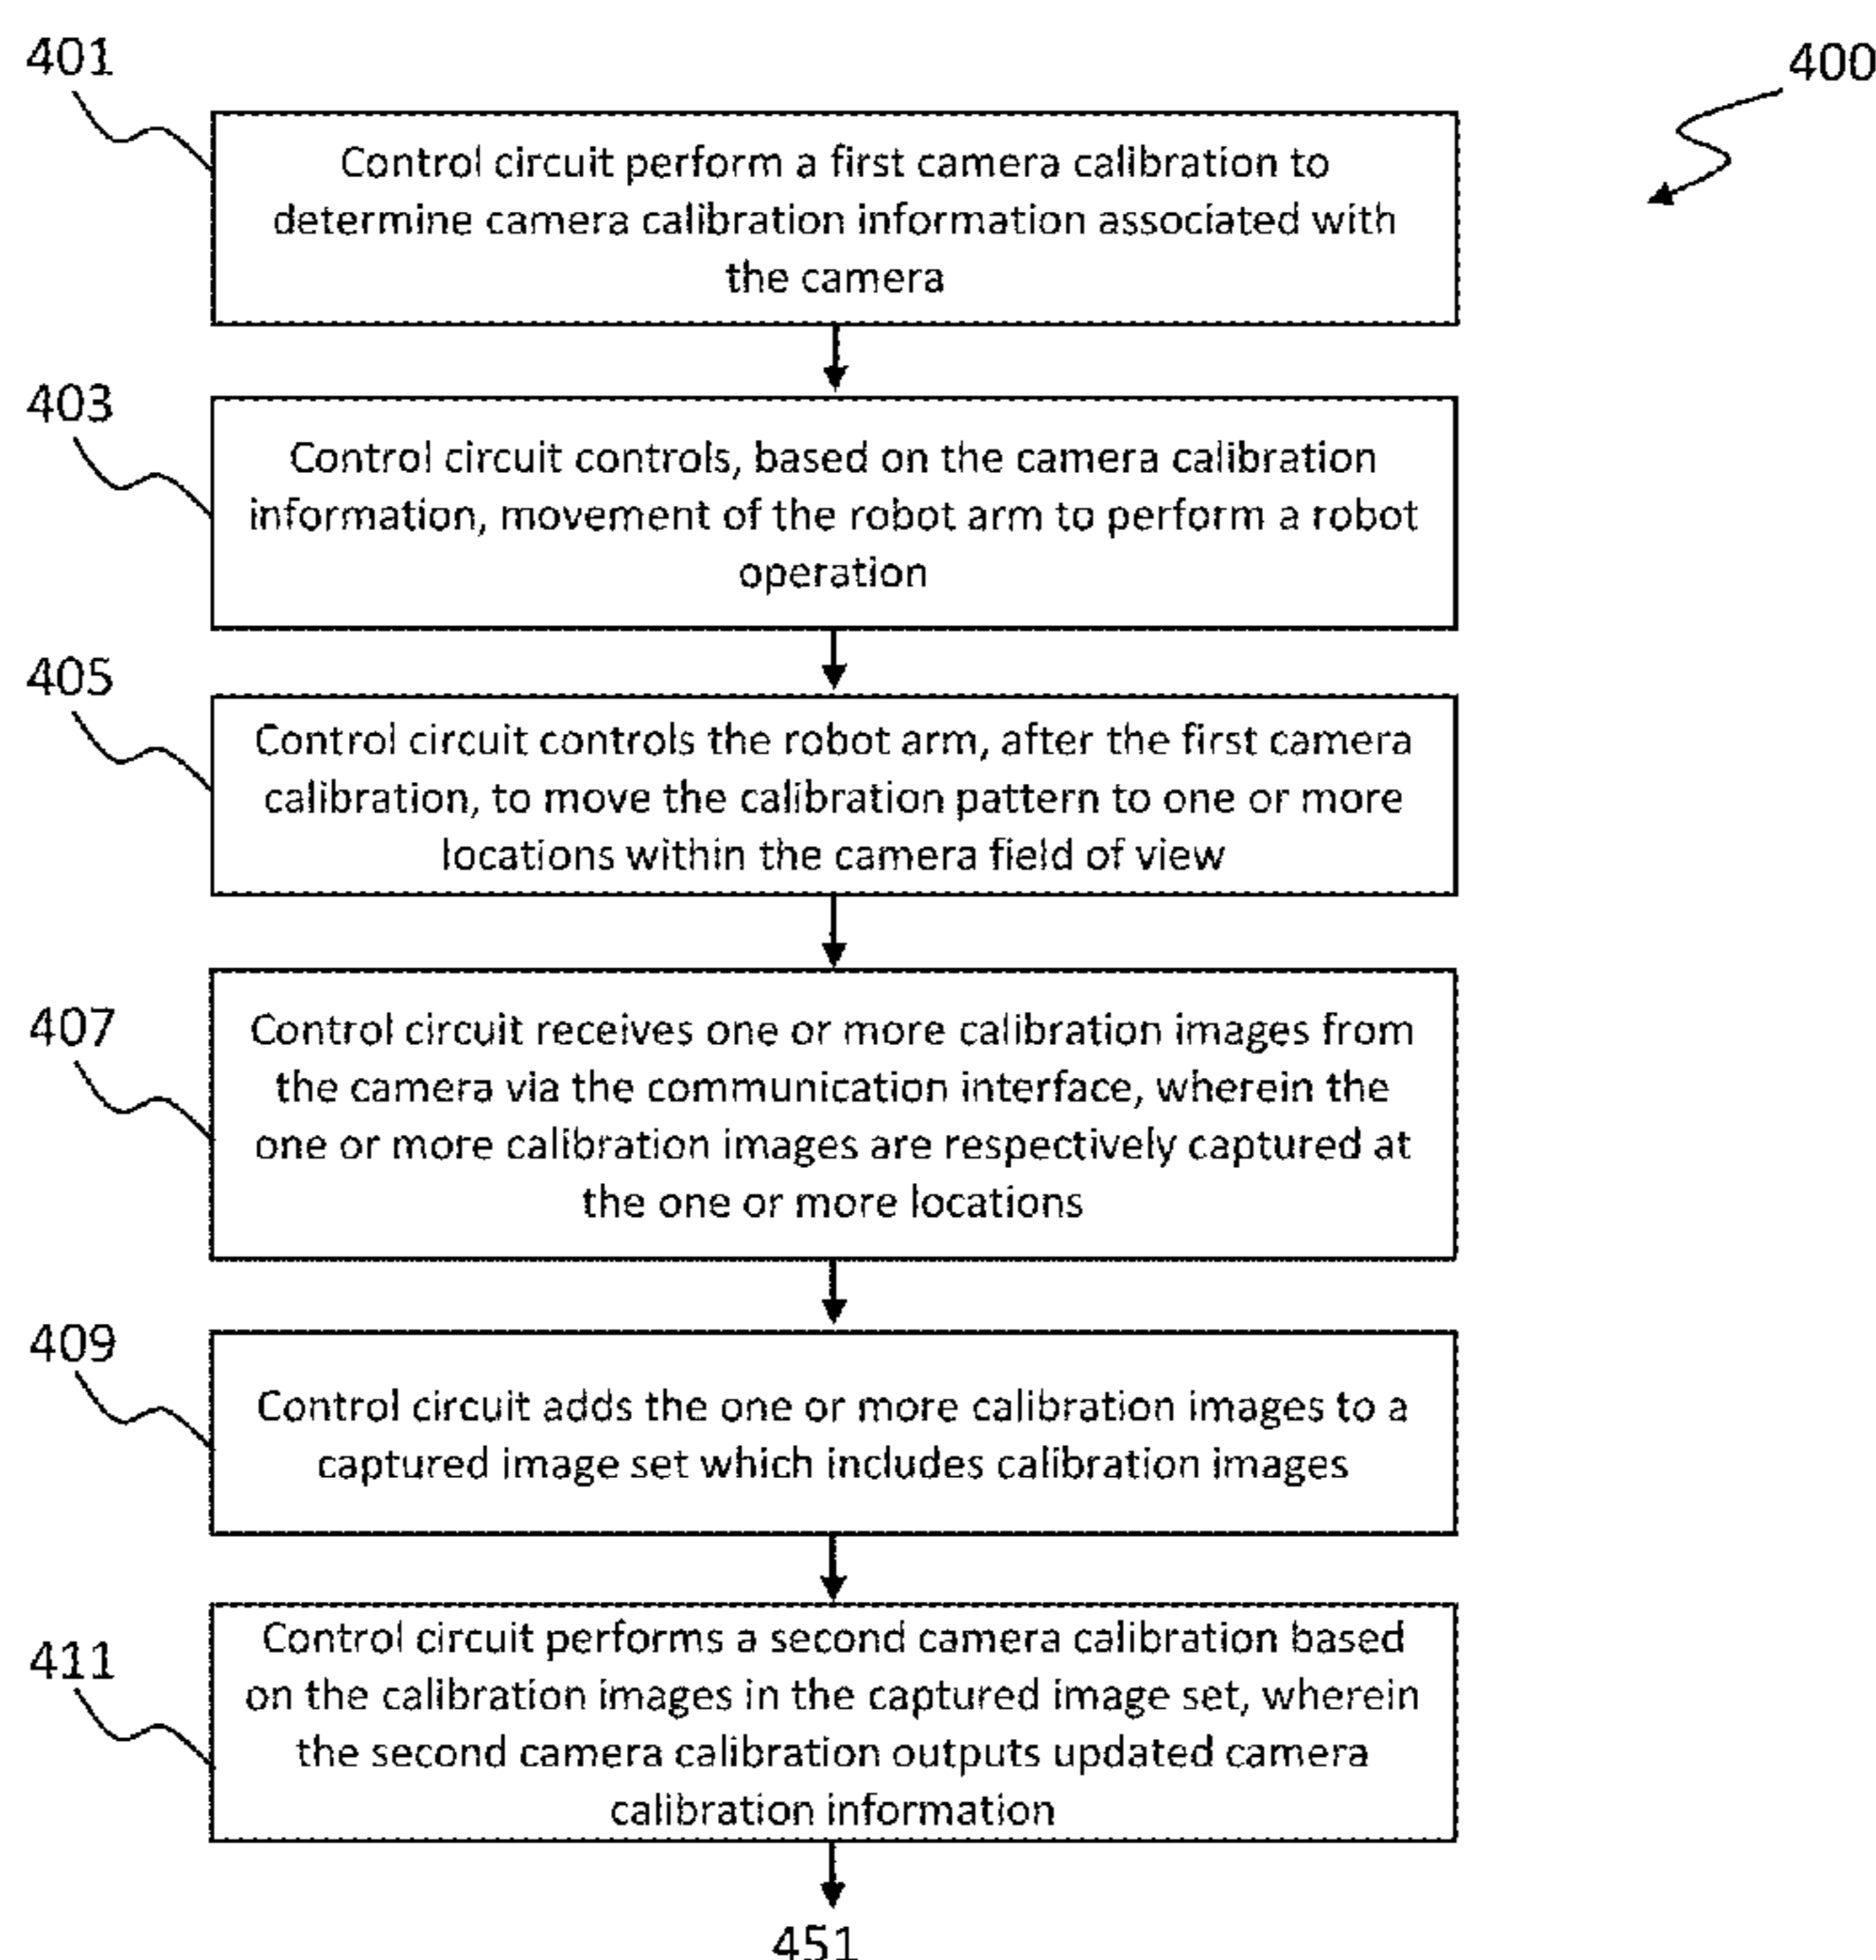 401
400
Control circuit perform a first camera calibration to
determine camera calibration information associated with
the camera
403
Control circuit controls, based on the camera calibration
information, movement of the robot arm to perform a robot
operation
405
Control circuit controls the robot arm, after the first camera
calibration, to move the calibration pattern to one or more
locations within the camera field of view
407
Control circuit receives one or more calibration images from
the camera via the communication interface, wherein the
one or more calibration images are respectively captured at
the one or more locations
409
Control circuit adds the one or more calibration images to a
captured image set which includes calibration images
411
Control circuit performs a second camera calibration based
on the calibration images in the captured image set, wherein
the second camera calibration outputs updated camera
calibration information
451